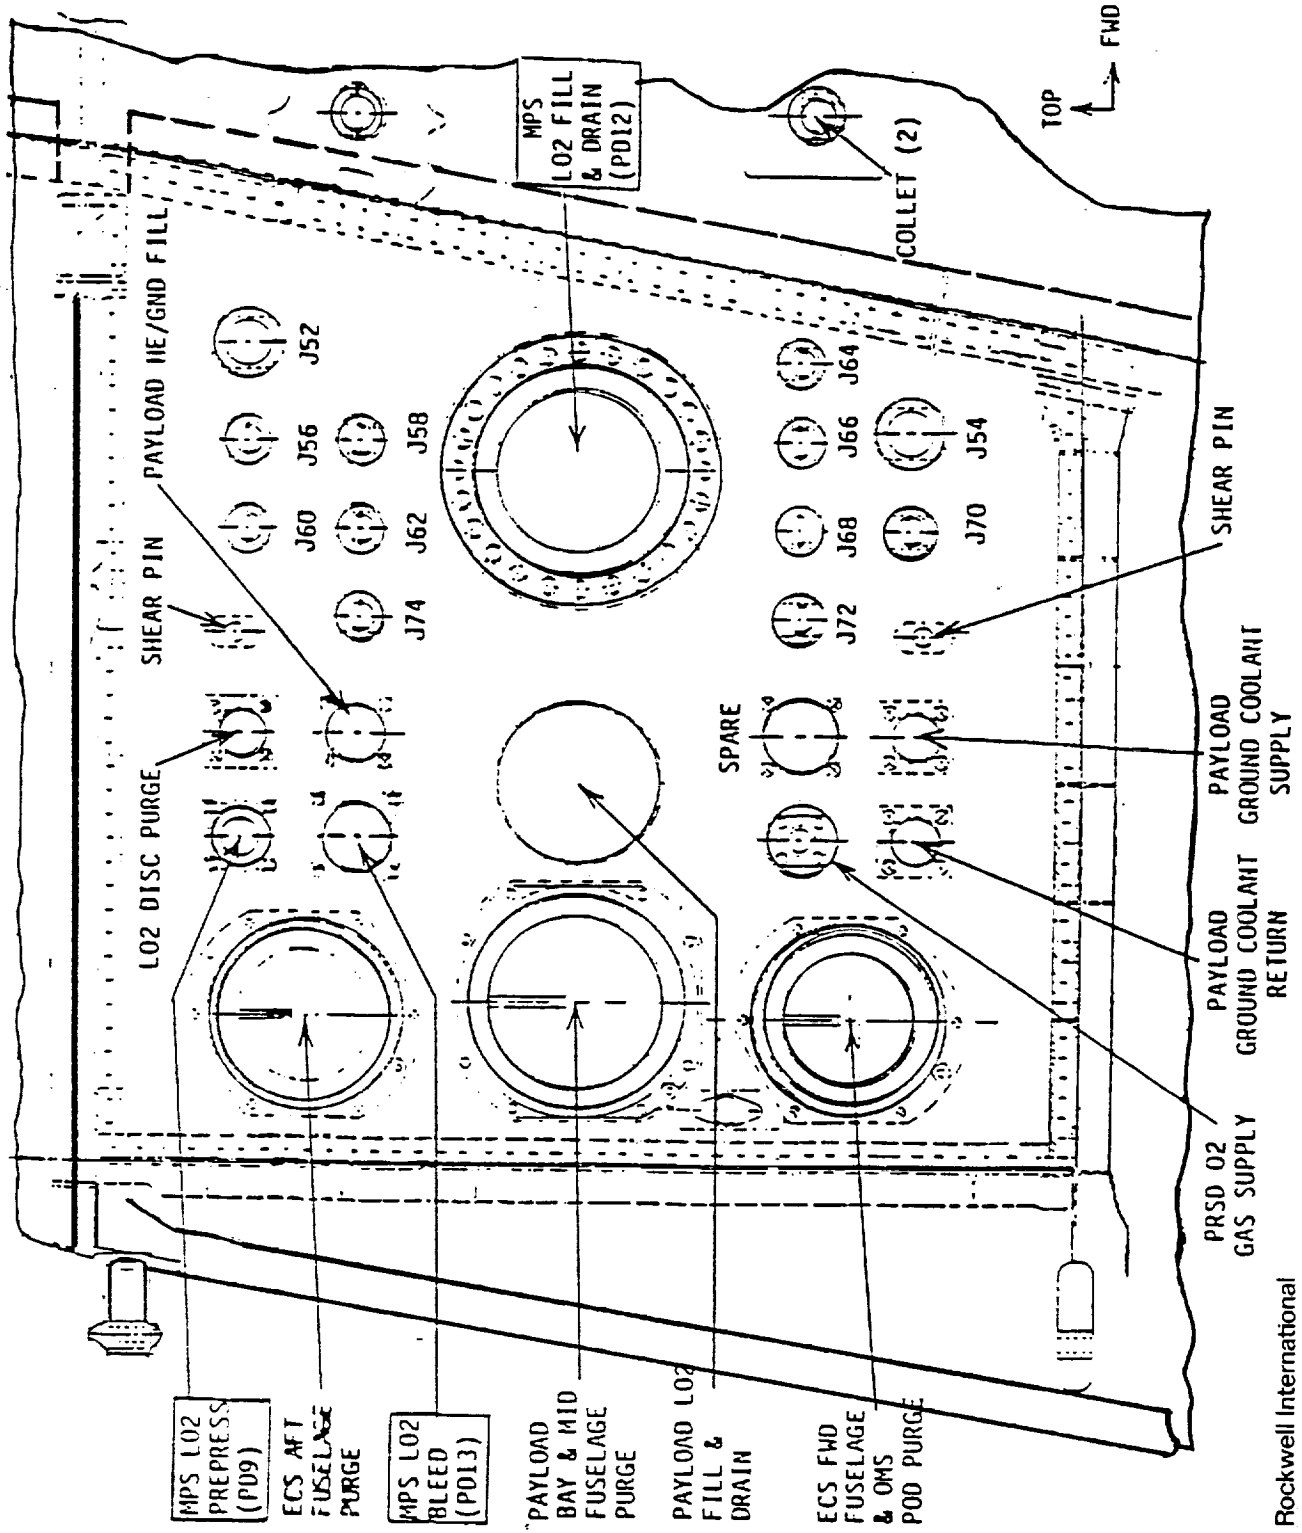 MPS
LO2 FILL
& DRAIN
(PD12)
TOP
FWD
COLLET (2)
PAYLOAD HE/GND FILL
J52
J56
J58
J60
J62
J74
SHEAR PIN
LO2 DISC PURGE
J64
J66
J54
J68
J70
J72
SHEAR PIN
SPARE
PAYLOAD
GROUND COOLANT
SUPPLY
PAYLOAD
GROUND COOLANT
RETURN
PRSD O2
GAS SUPPLY
MPS LO2
PREPRESS
(PD9)
ECS AFT
FUSELAGE
PURGE
MPS LO2
BLEED
(PD13)
PAYLOAD
BAY & MID
FUSELAGE
PURGE
PAYLOAD LO2
FILL &
DRAIN
ECS FWD
FUSELAGE
& OMS
POD PURGE
Rockwell International